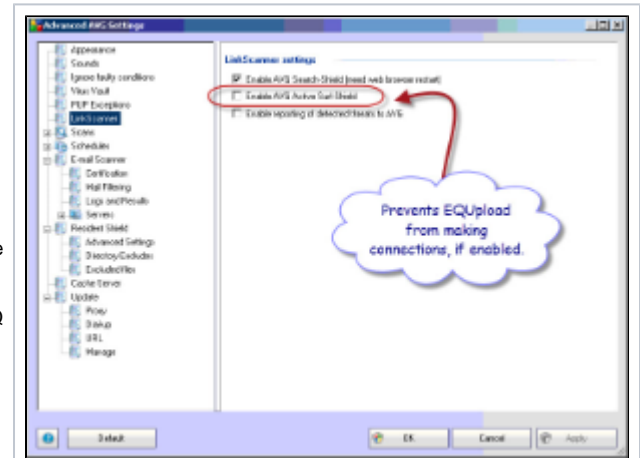 Advanced AVG Settings
Appearance
Sounds
Ignore faulty conditions
Virus Vault
PUP Exceptions
LinkScanner
Scans
Schedules
E-mail Scanner
Certification
Mail Filtering
Logs and Results
Servers
Resident Shield
Advanced Settings
Directory Excludes
Excluded files
Cache Server
Update
Proxy
Dial-up
URL
Manage
LinkScanner settings
Enable AVG Search-Shield (need web browser restart)
Enable AVG Active Surf-Shield
Enable reporting of detected threats to AVG
Prevents EQUpload
from making
connections, if enabled.
e
Q
Default
OK
Cancel
Apply